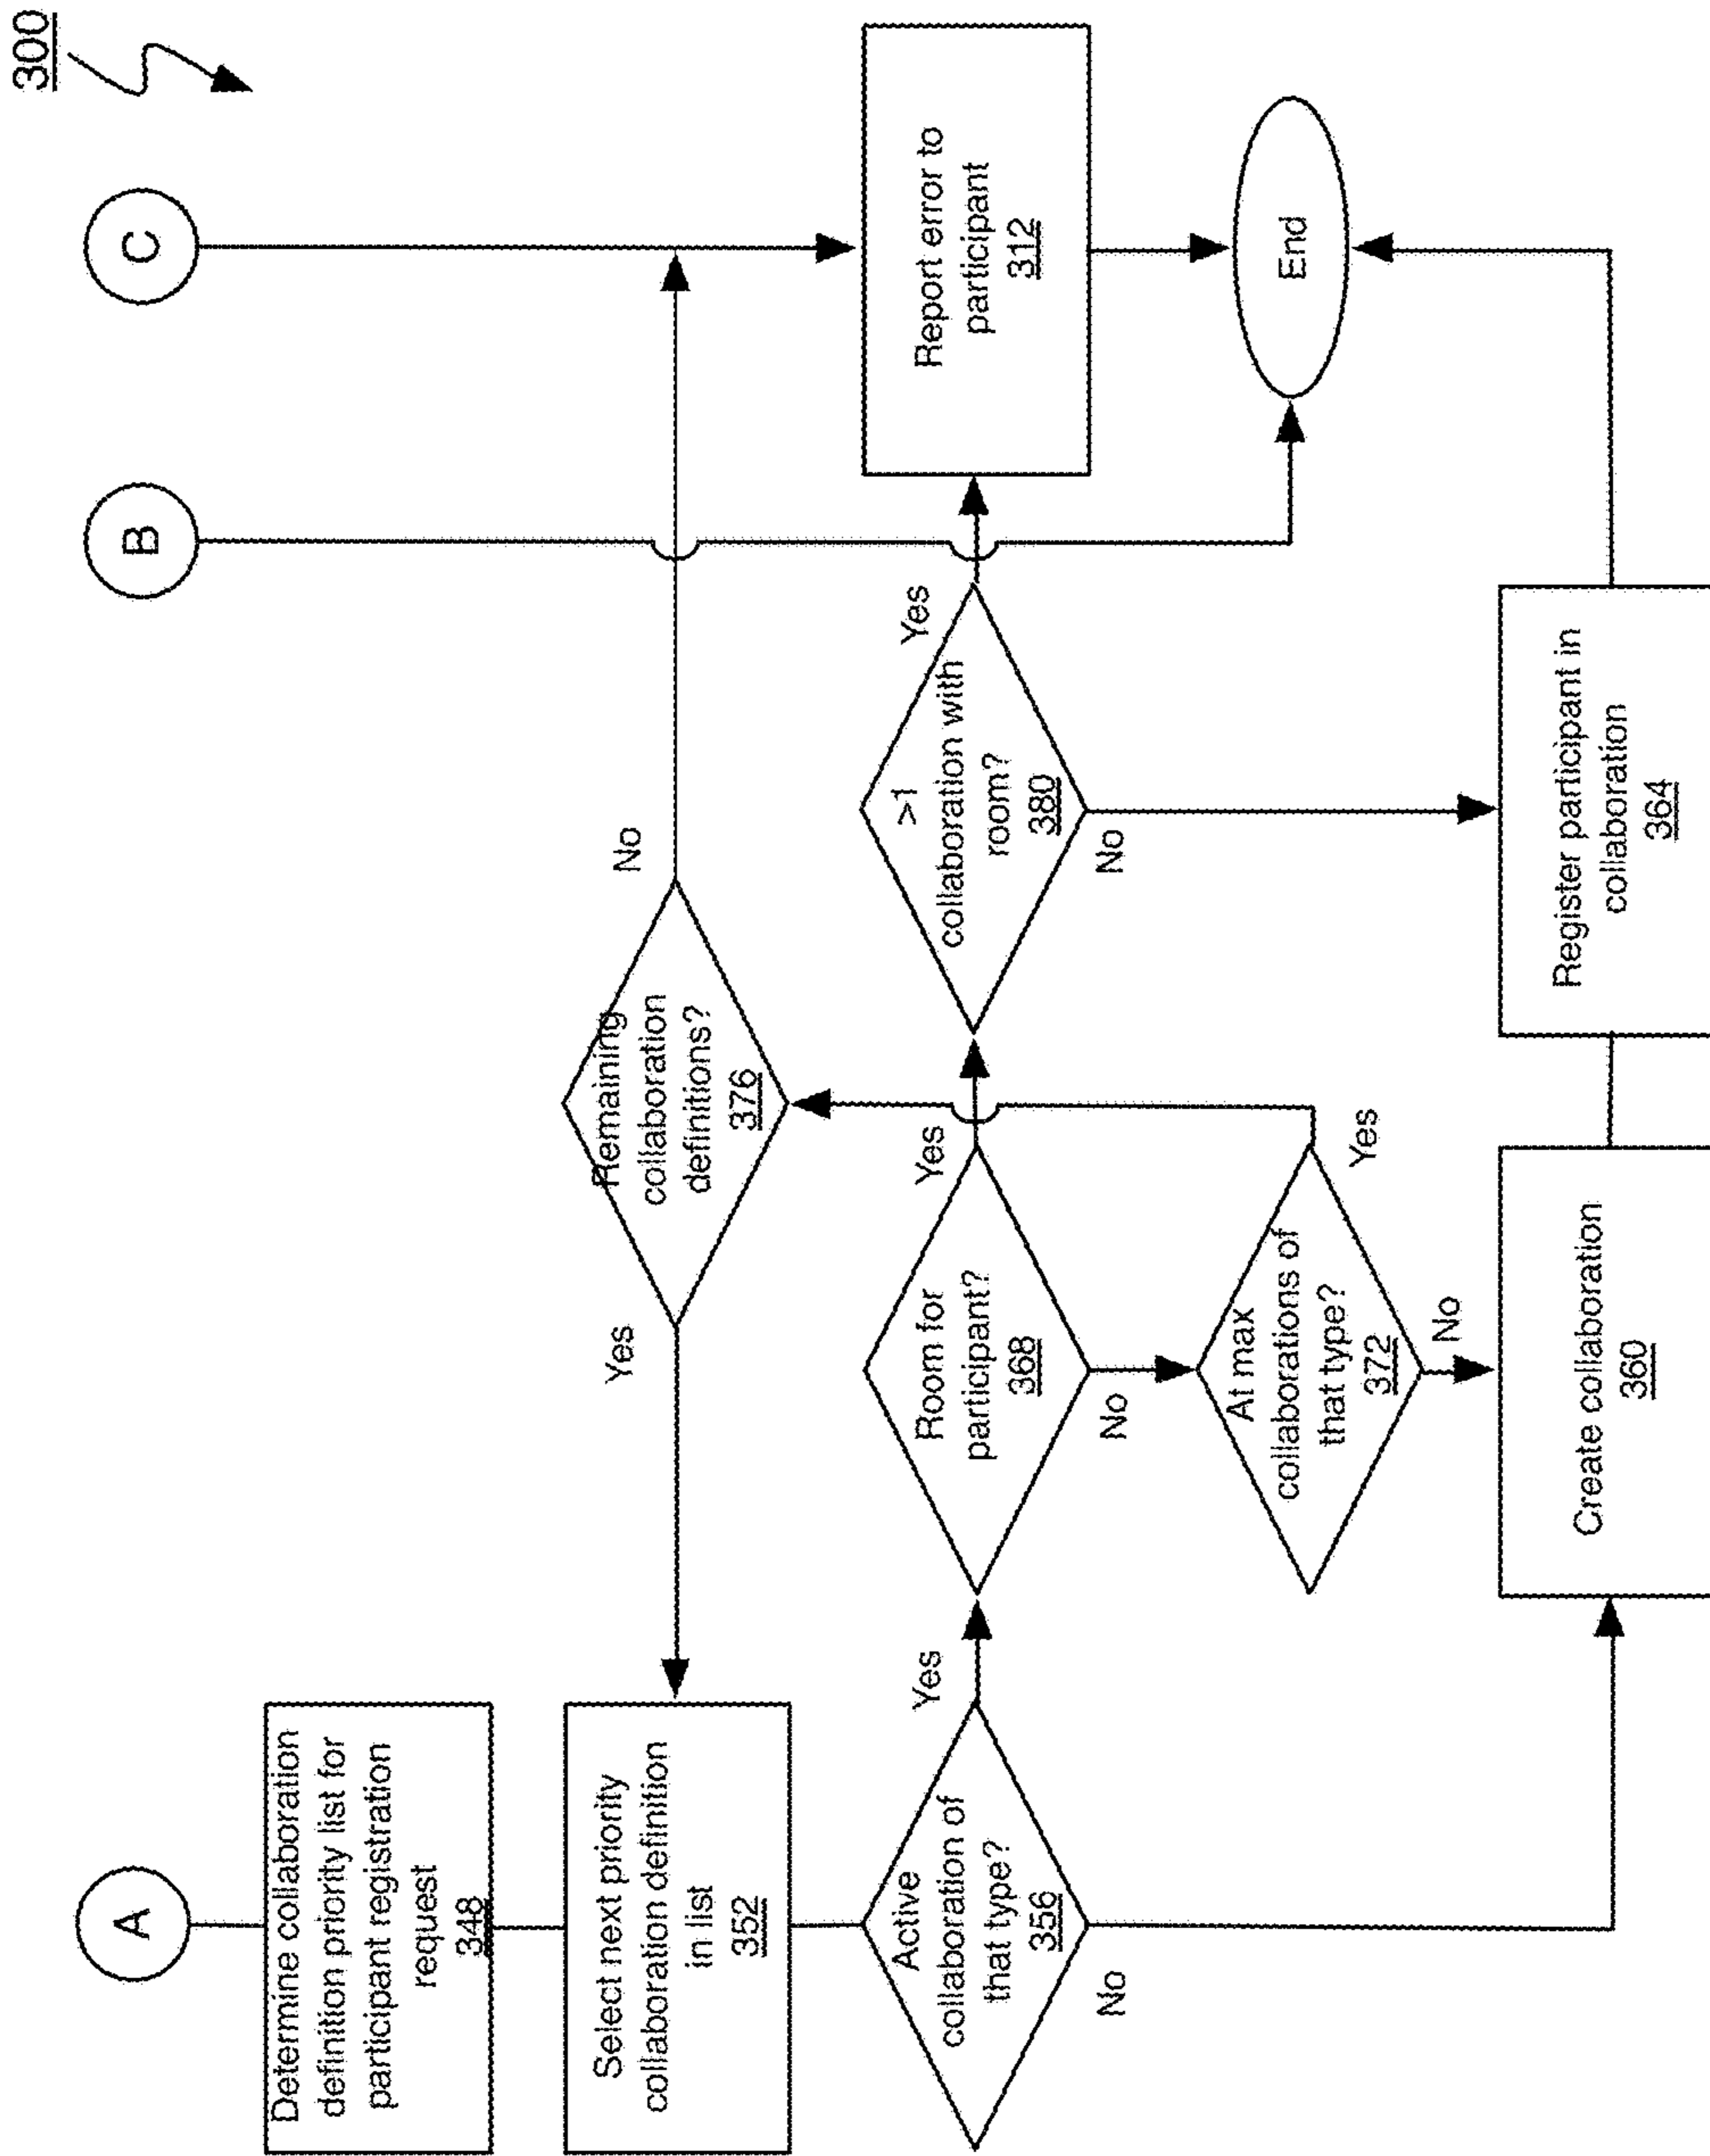 300
A
B
C
Determine collaboration
definition priority list for
participant registration
request
348
Select next priority
collaboration definition
in list
352
Yes
Remaining
collaboration
definitions?
376
No
Active
collaboration of
that type?
356
Yes
No
Room for
participant?
368
Yes
No
>1
collaboration with
room?
380
Yes
No
Report error to
participant
312
At max
collaborations of
that type?
372
Yes
No
End
Create collaboration
360
Register participant in
collaboration
364